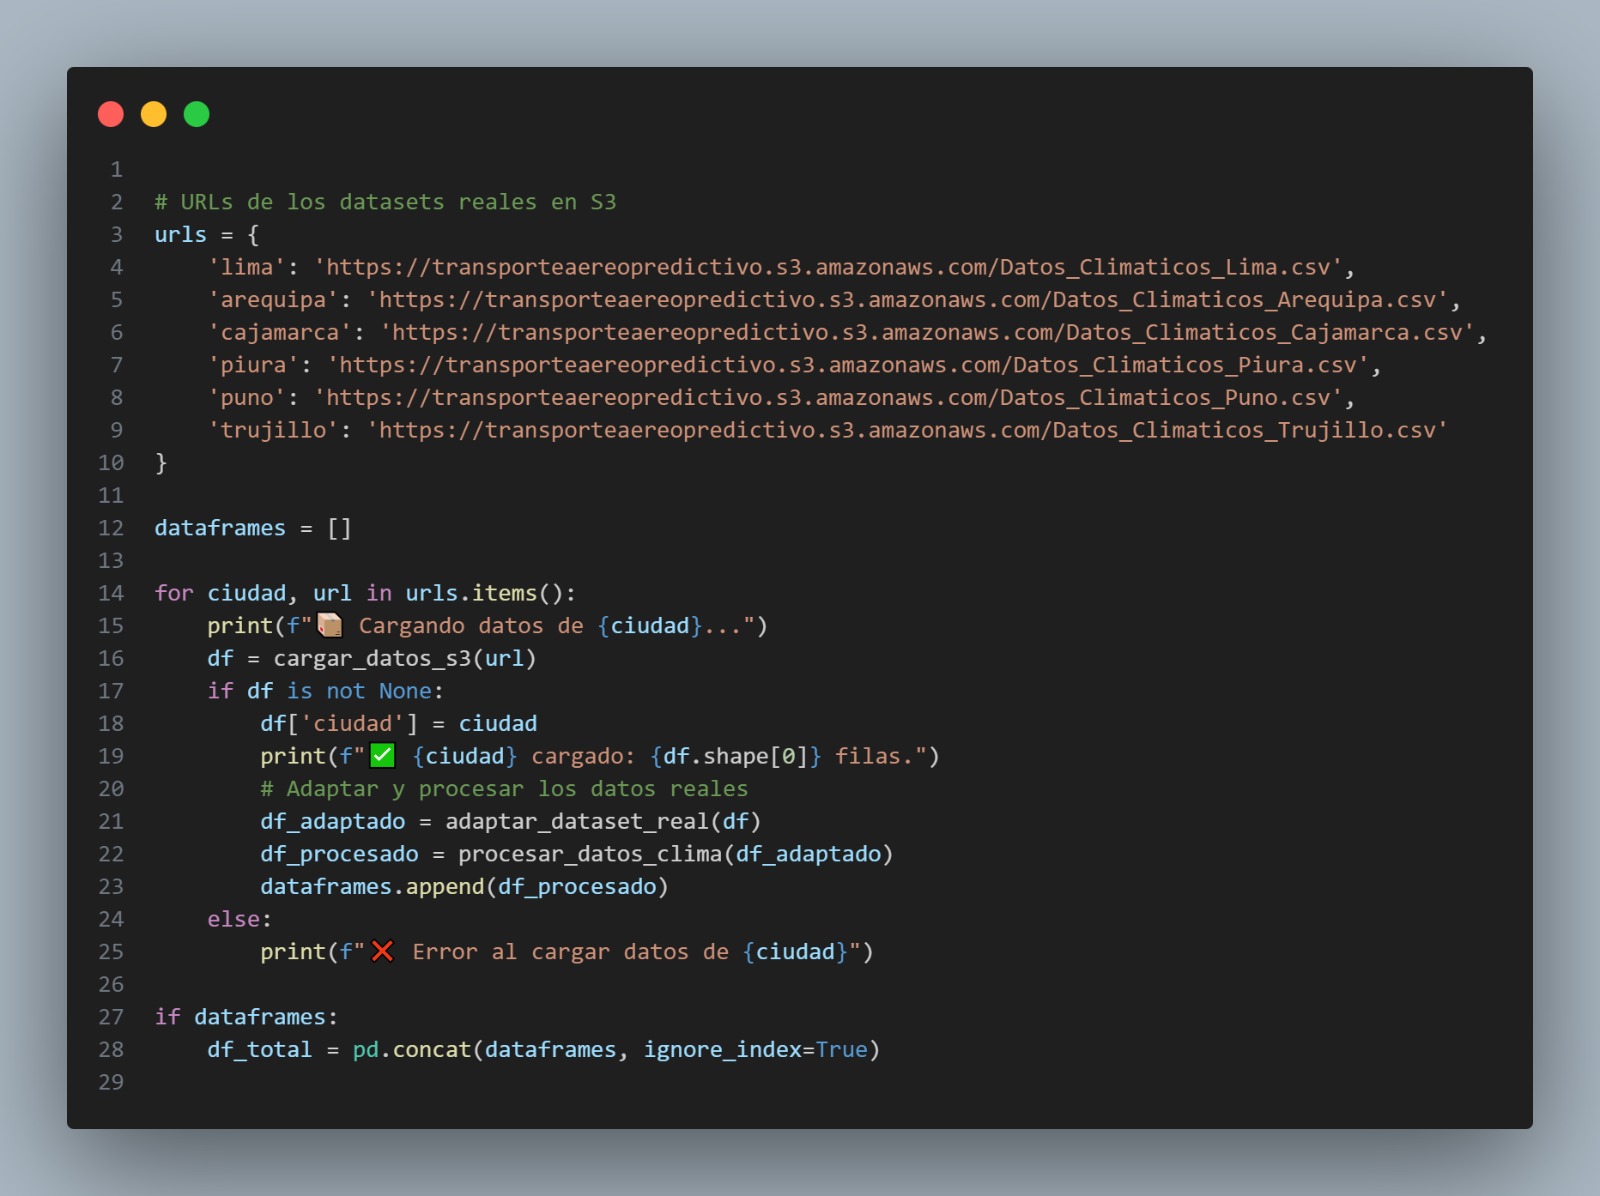 1
2 # URLs de los datasets reales en S3
3 urls = {
4     'lima': 'https://transporteaereopredictivo.s3.amazonaws.com/Datos_Climaticos_Lima.csv',
5     'arequipa': 'https://transporteaereopredictivo.s3.amazonaws.com/Datos_Climaticos_Arequipa.csv',
6     'cajamarca': 'https://transporteaereopredictivo.s3.amazonaws.com/Datos_Climaticos_Cajamarca.csv',
7     'piura': 'https://transporteaereopredictivo.s3.amazonaws.com/Datos_Climaticos_Piura.csv',
8     'puno': 'https://transporteaereopredictivo.s3.amazonaws.com/Datos_Climaticos_Puno.csv',
9     'trujillo': 'https://transporteaereopredictivo.s3.amazonaws.com/Datos_Climaticos_Trujillo.csv'
10 }
11
12 dataframes = []
13
14 for ciudad, url in urls.items():
15     print(f"📦 Cargando datos de {ciudad}...")
16     df = cargar_datos_s3(url)
17     if df is not None:
18         df['ciudad'] = ciudad
19         print(f"✅ {ciudad} cargado: {df.shape[0]} filas.")
20         # Adaptar y procesar los datos reales
21         df_adaptado = adaptar_dataset_real(df)
22         df_procesado = procesar_datos_clima(df_adaptado)
23         dataframes.append(df_procesado)
24     else:
25         print(f"❌ Error al cargar datos de {ciudad}")
26
27 if dataframes:
28     df_total = pd.concat(dataframes, ignore_index=True)
29